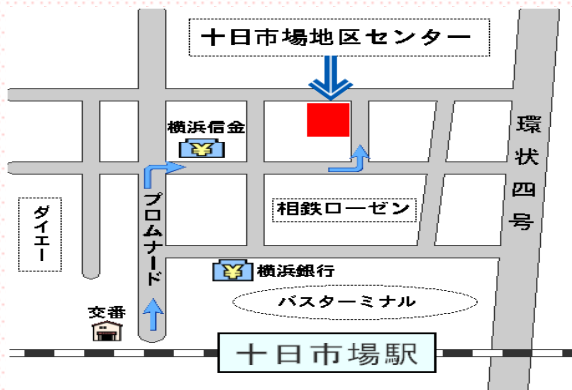 十日市場地区センター
横浜信金
環状四号
プロムナード
相鉄ローゼン
ダイエー
横浜銀行
バスターミナル
交番
十日市場駅